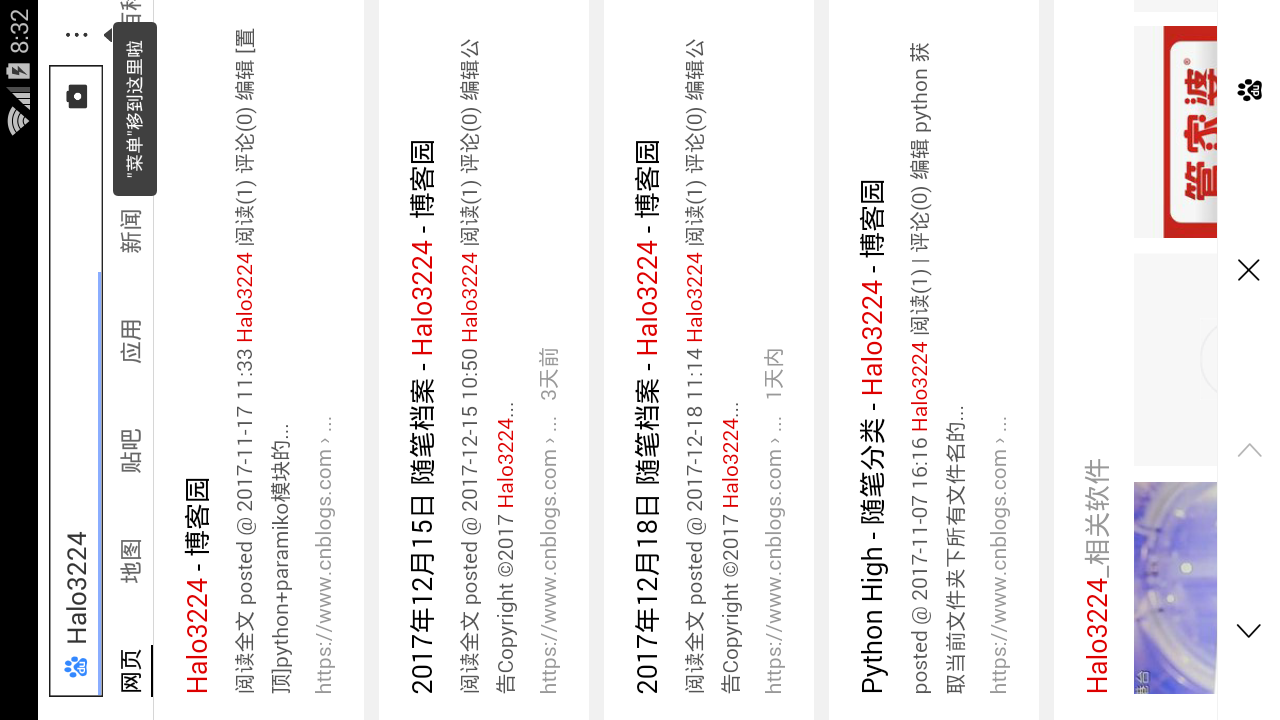 8:32
Halo3224
"菜单"移到这里啦
网页
地图
贴吧
应用
新闻
百科
Halo3224 - 博客园
阅读全文 posted @ 2017-11-17 11:33 Halo3224 阅读(1) 评论(0) 编辑 [置
顶]python+paramiko模块的...
https://www.cnblogs.com › ...
2017年12月15日 随笔档案 - Halo3224 - 博客园
阅读全文 posted @ 2017-12-15 10:50 Halo3224 阅读(1) 评论(0) 编辑公
告Copyright ©2017 Halo3224...
https://www.cnblogs.com › ... 3天前
2017年12月18日 随笔档案 - Halo3224 - 博客园
阅读全文 posted @ 2017-12-18 11:14 Halo3224 阅读(1) 评论(0) 编辑公
告Copyright ©2017 Halo3224...
https://www.cnblogs.com › ... 1天内
Python High - 随笔分类 - Halo3224 - 博客园
posted @ 2017-11-07 16:16 Halo3224 阅读(1) | 评论(0) 编辑 python 获
取当前文件夹下所有文件名的...
https://www.cnblogs.com › ...
Halo3224_相关软件
管家婆®